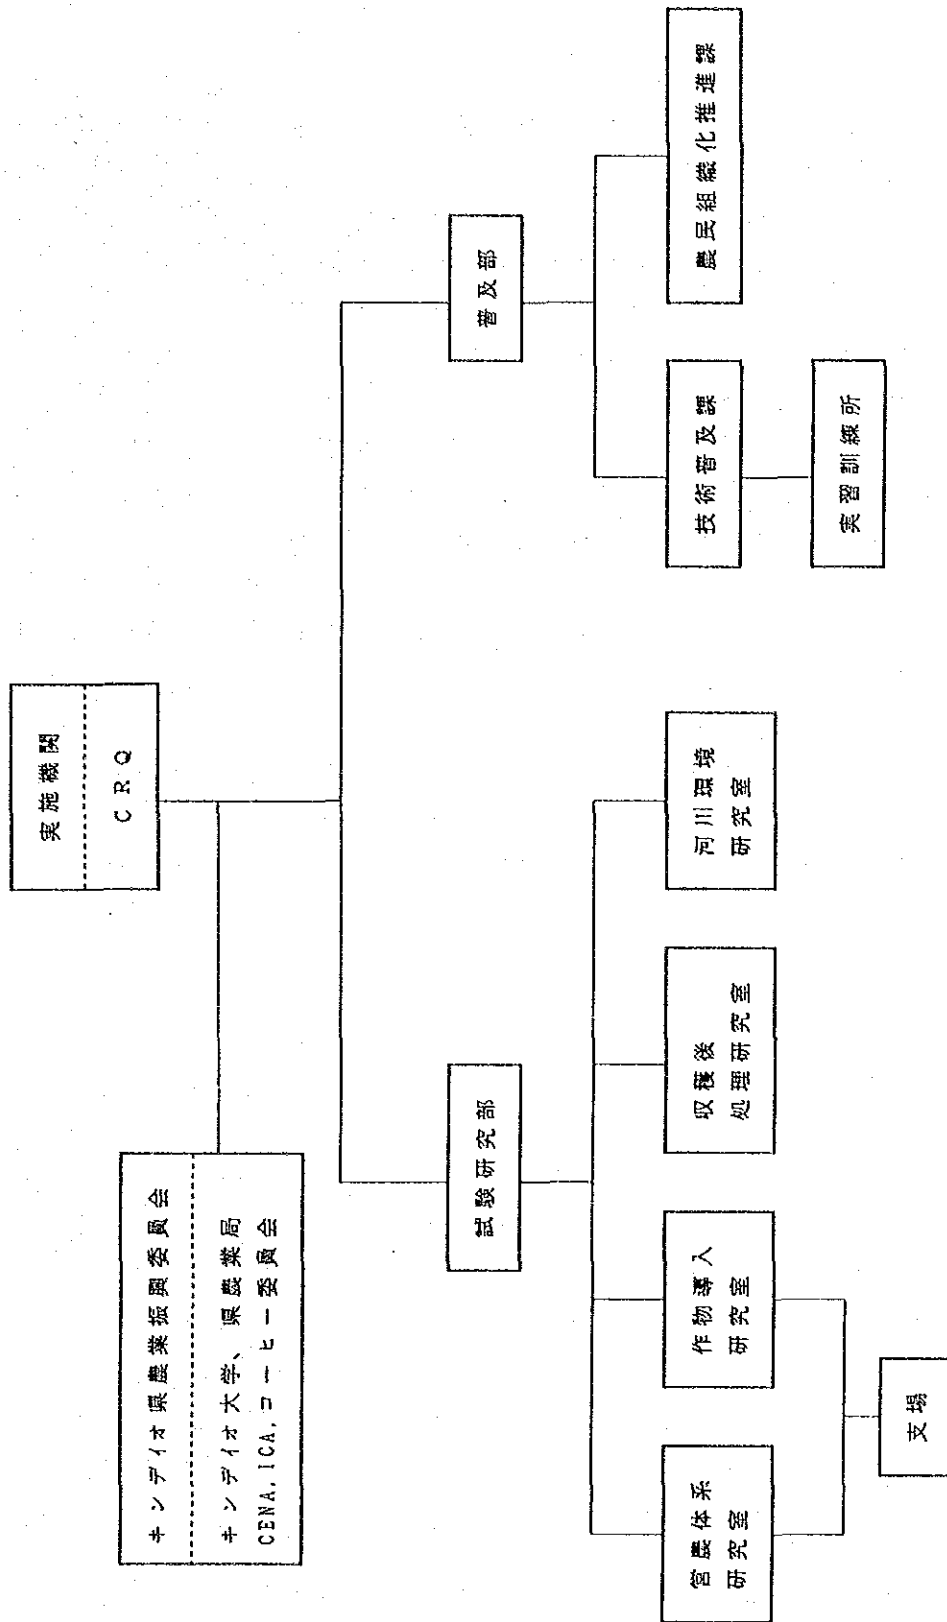 実施機関
CRQ
キンディオ県農業振興委員会
キンディオ大学、県農業局
CENA, ICA, コーヒー委員会
試験研究部
普及部
営農体系
研究室
作物導入
研究室
収穫後
処理研究室
河川環境
研究室
技術普及課
農民組織化推進課
支場
実習訓練所